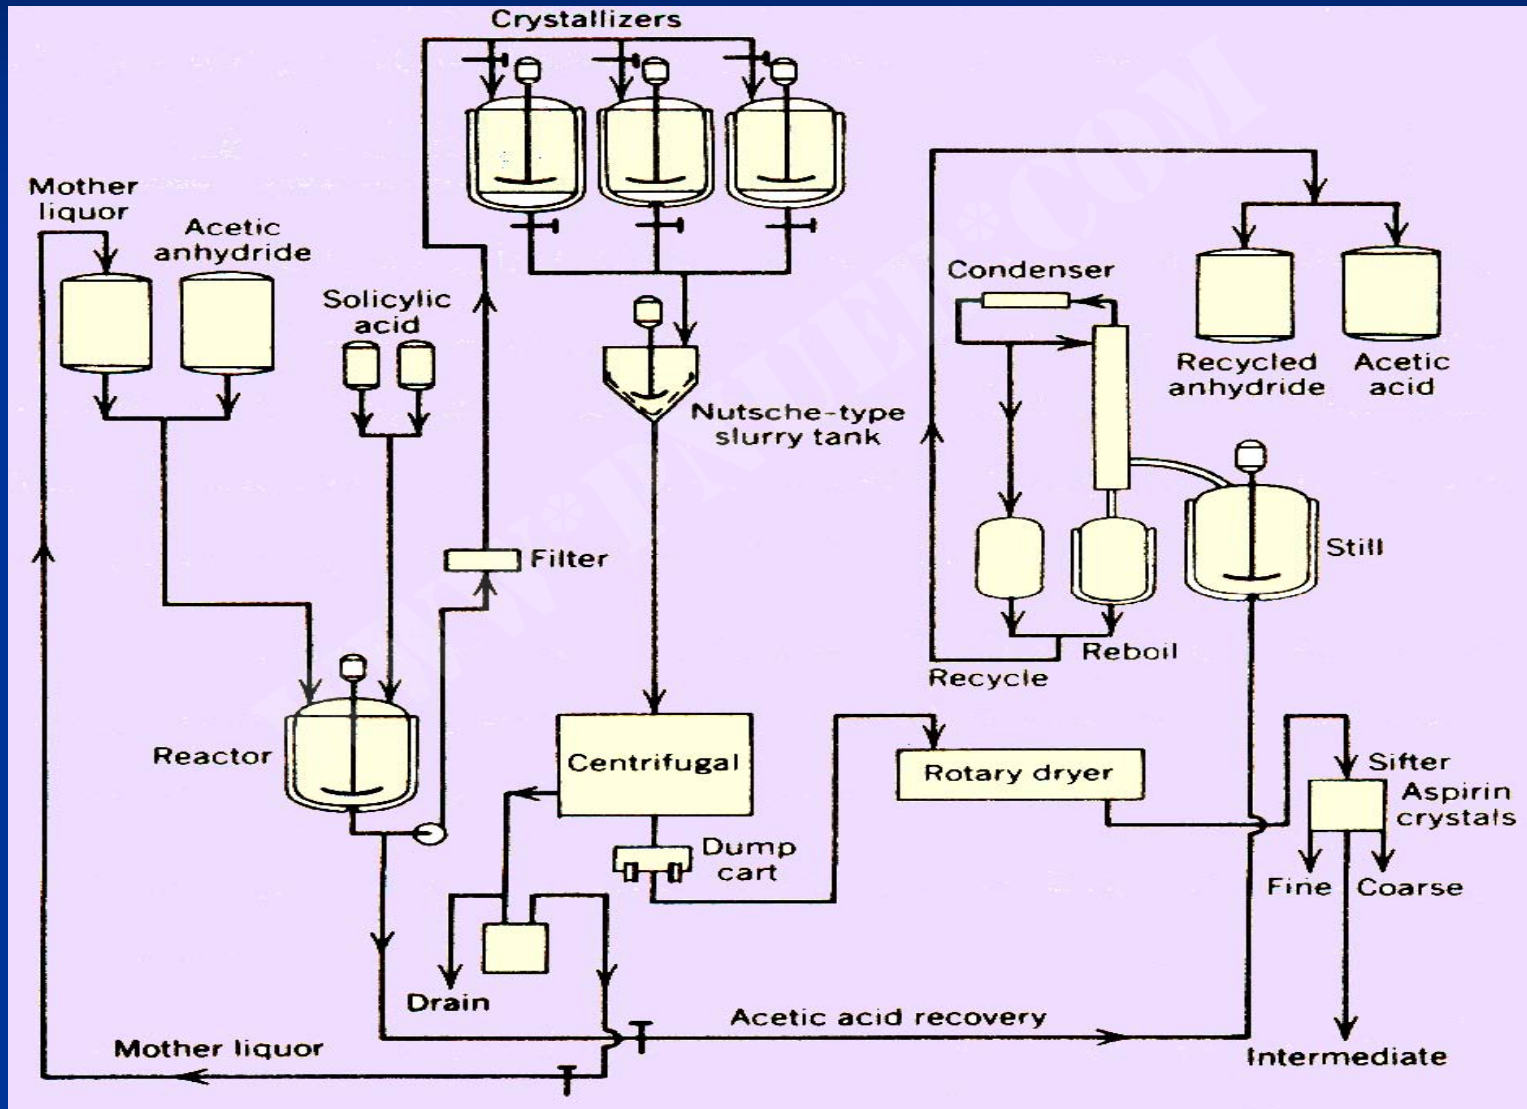 Crystallizers
Mother
liquor
Acetic
anhydride
Solicylic
acid
Condenser
Recycled
anhydride
Acetic
acid
Nutsche-type
slurry tank
Filter
Still
Reboil
Recycle
Reactor
Centrifugal
Rotary dryer
Sifter
Aspirin
crystals
Dump
cart
Fine
Coarse
Drain
Acetic acid recovery
Mother liquor
Intermediate